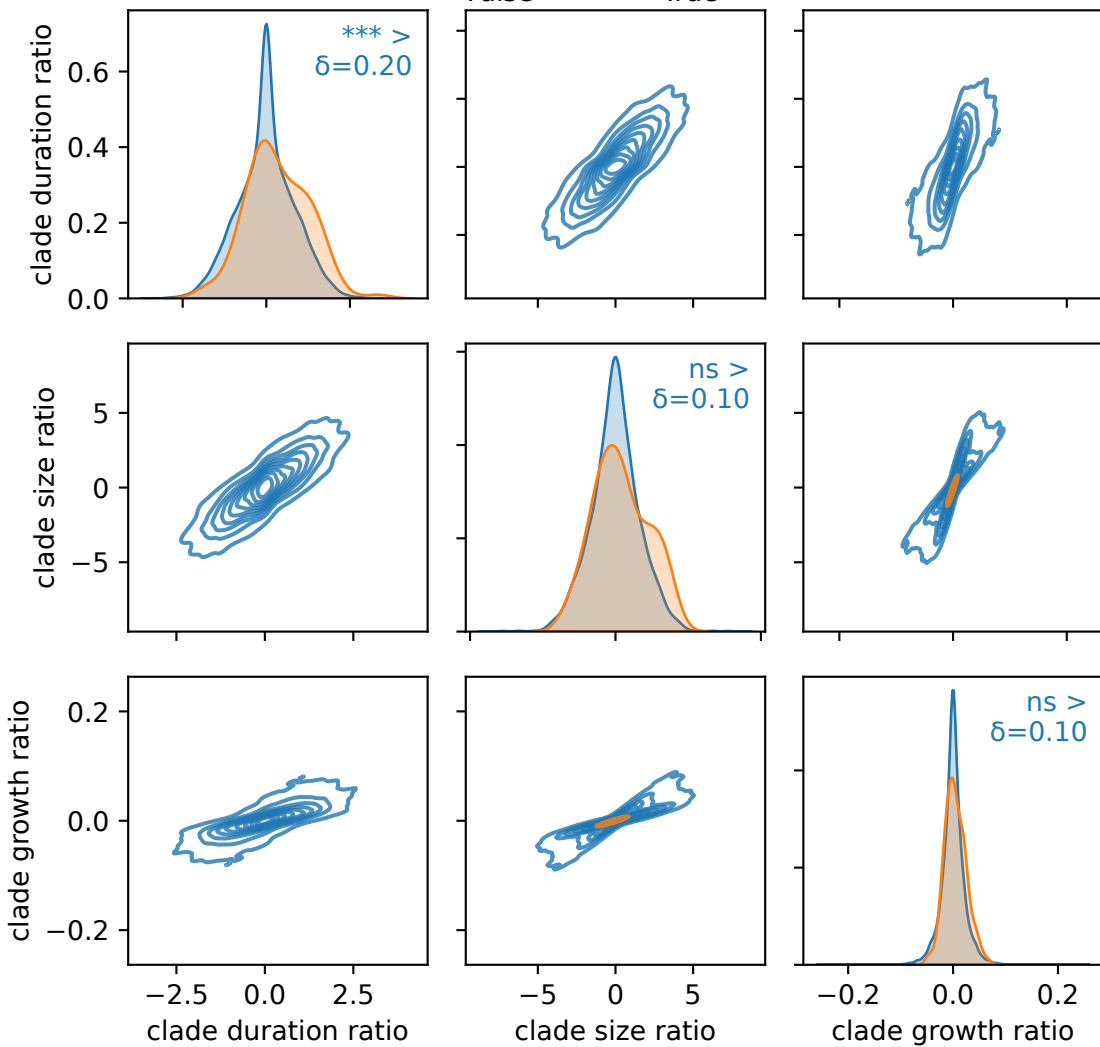 *** >
δ=0.20
clade duration ratio
0.6
0.4
0.2
0.0
ns >
δ=0.10
clade size ratio
5
0
−5
ns >
δ=0.10
clade growth ratio
0.2
0.0
−0.2
−2.5 0.0 2.5
−5 0 5
−0.2 0.0 0.2
clade duration ratio
clade size ratio
clade growth ratio